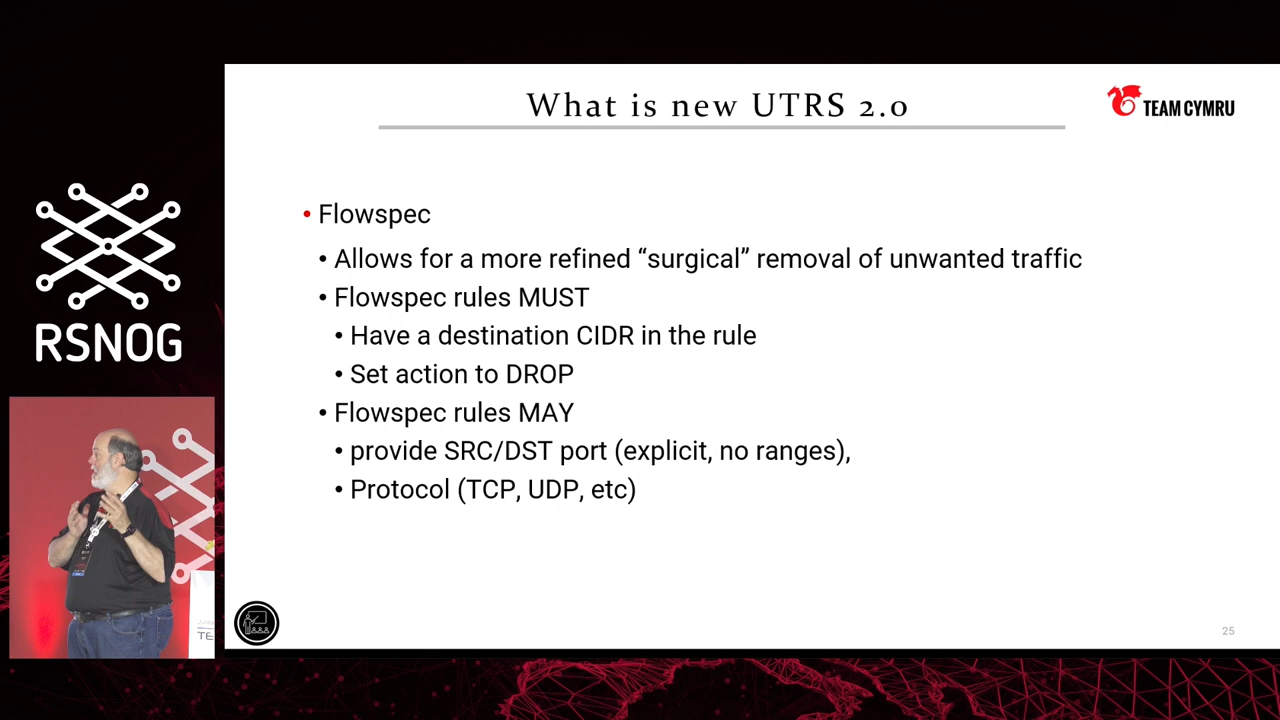 What is new UTRS 2.0
TEAM CYMRU
• Flowspec
• Allows for a more refined “surgical” removal of unwanted traffic
• Flowspec rules MUST
• Have a destination CIDR in the rule
• Set action to DROP
• Flowspec rules MAY
• provide SRC/DST port (explicit, no ranges),
• Protocol (TCP, UDP, etc)
RSNOG
TE
25